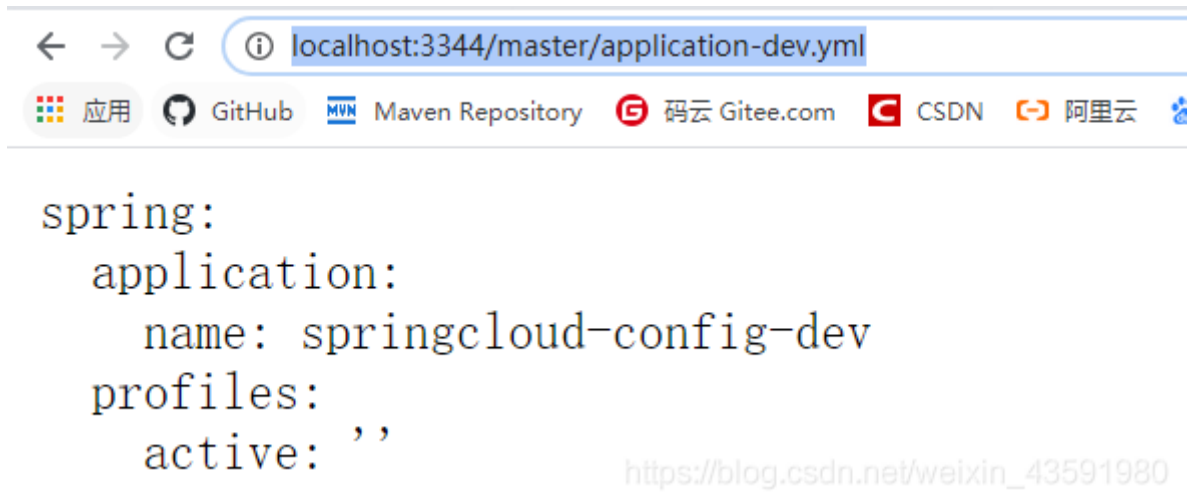 localhost:3344/master/application-dev.yml
应用 GitHub MVN Maven Repository 码云 Gitee.com CSDN 阿里云
spring:
  application:
    name: springcloud-config-dev
  profiles:
    active: ''
https://blog.csdn.net/weixin_43591980